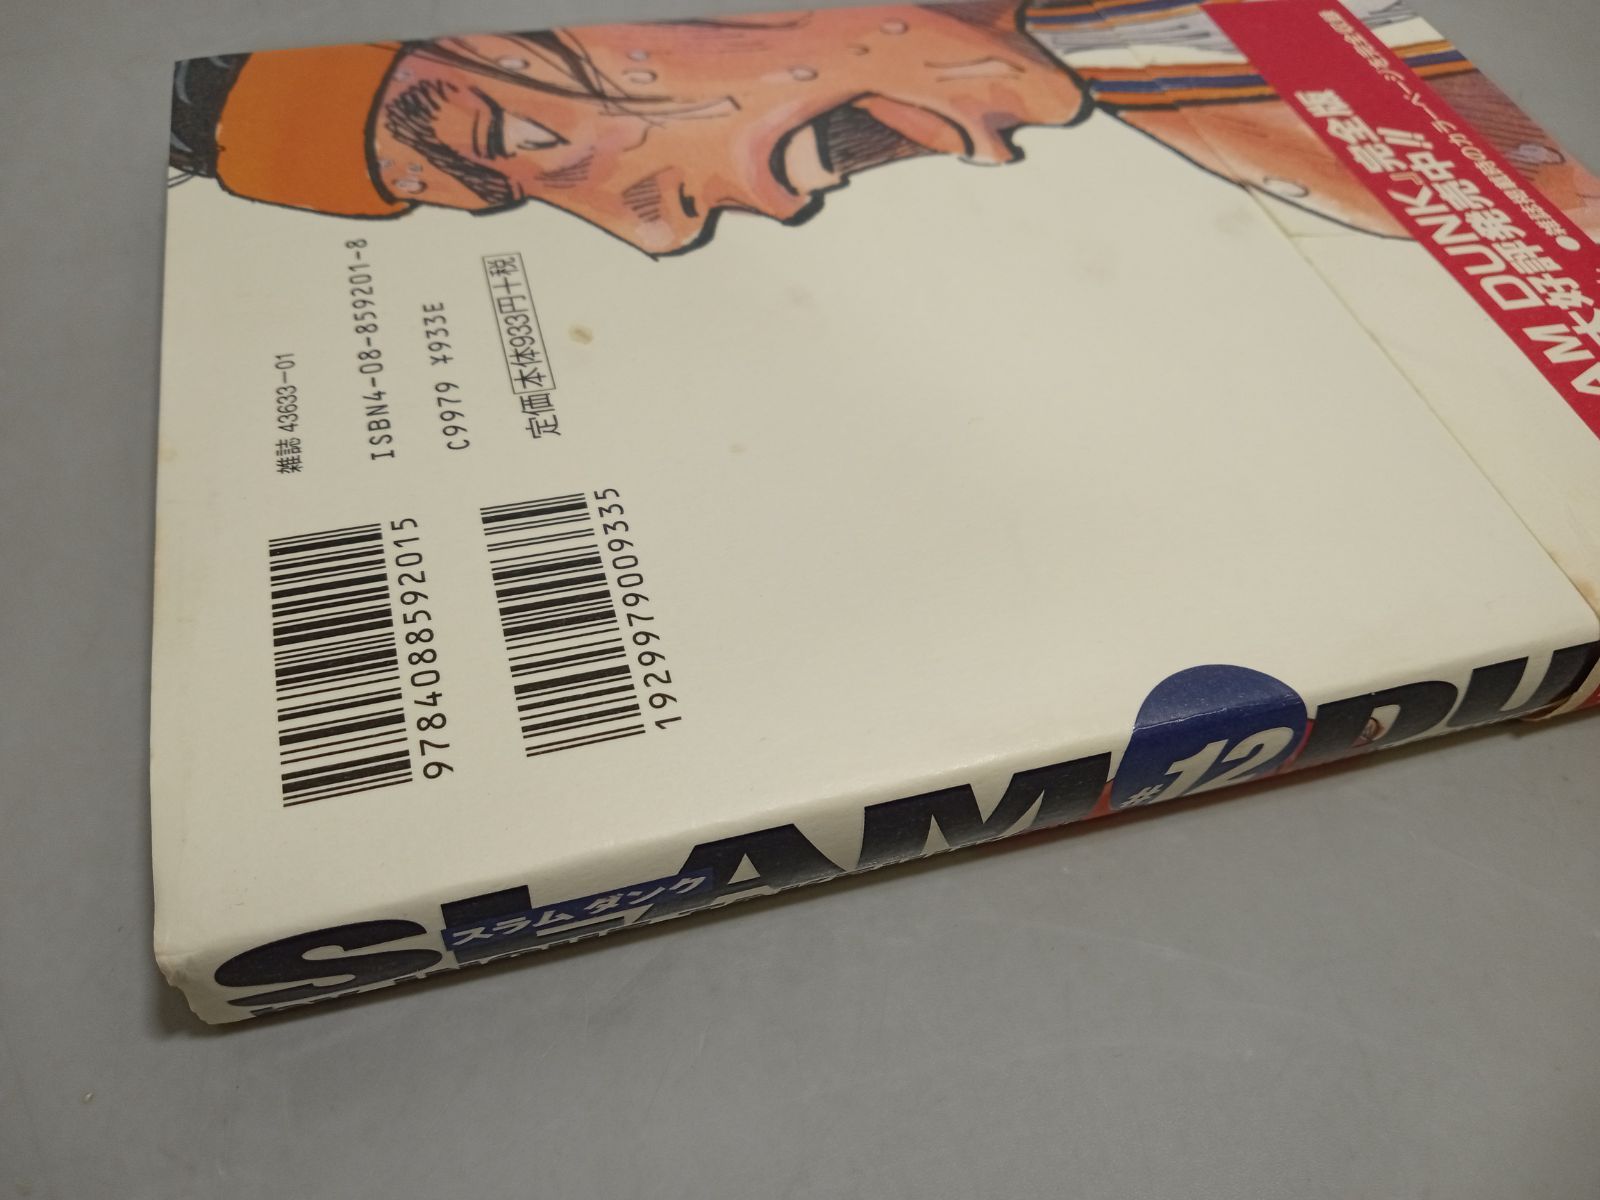 雑誌 43633-01
ISBN4-08-859201-8
C9979 ¥933E
定価 本体933円+税
9784088592015
1929979009335
AM DUNK』完全版
大好評発売中!!
SLAM #12 DU
スラムダンク